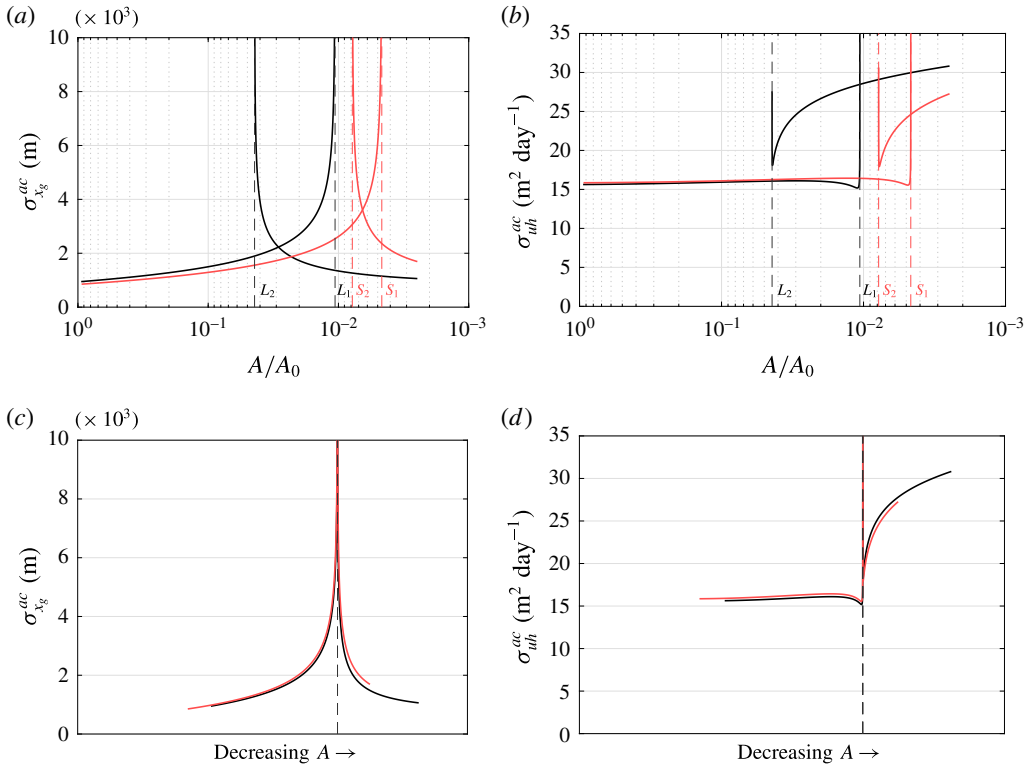 (a) (× 10³)
10
8
6
4
2
0
σ^{ac}_{x_g} (m)
L₂ L₁ S₂ S₁
10⁰ 10⁻¹ 10⁻² 10⁻³
A/A₀
(b)
35
30
25
20
15
10
5
0
σ^{ac}_{uh} (m² day⁻¹)
L₂ L₁ S₂ S₁
10⁰ 10⁻¹ 10⁻² 10⁻³
A/A₀
(c) (× 10³)
10
8
6
4
2
0
σ^{ac}_{x_g} (m)
Decreasing A →
(d)
35
30
25
20
15
10
5
0
σ^{ac}_{uh} (m² day⁻¹)
Decreasing A →